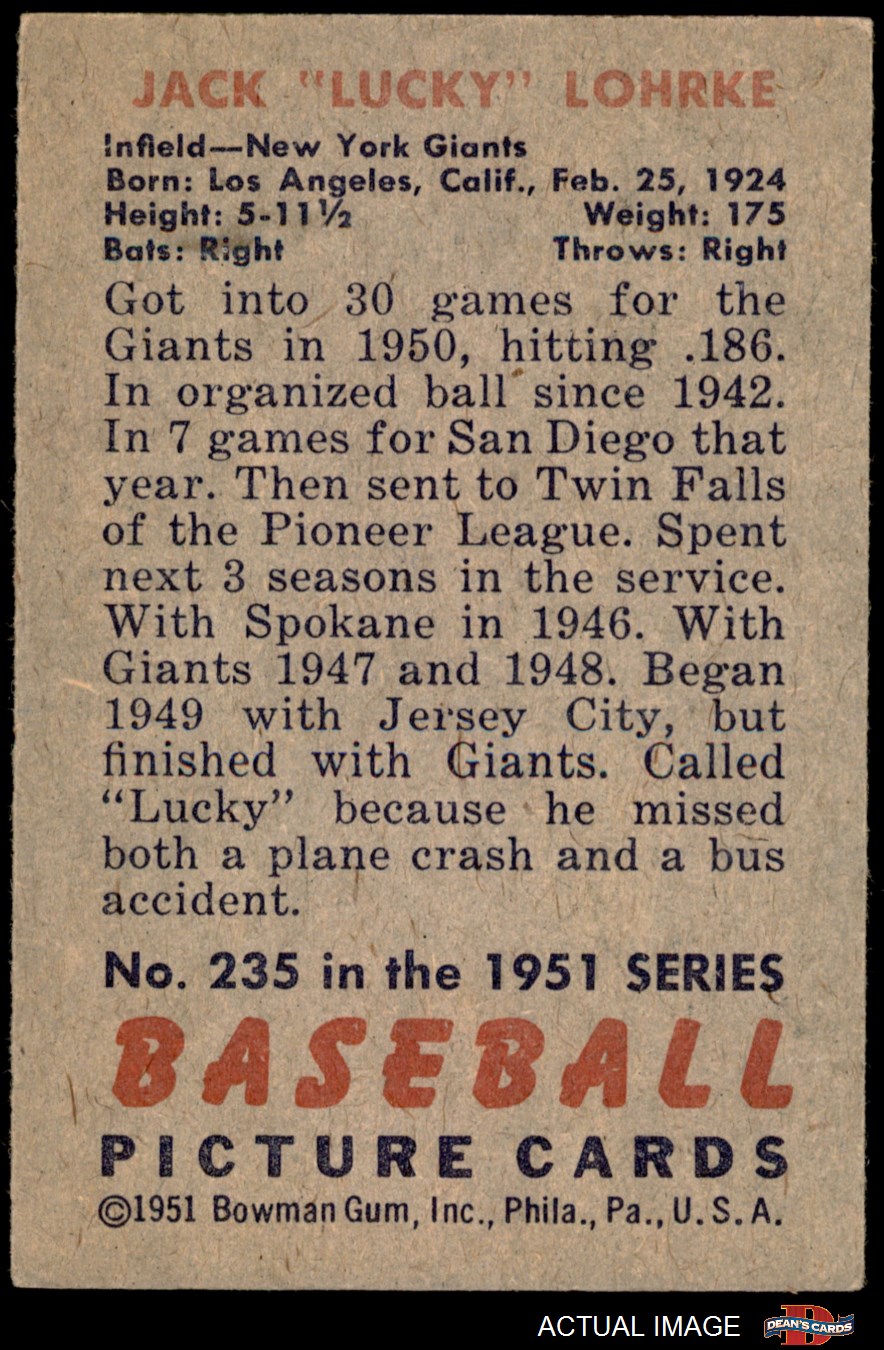 JACK "LUCKY" LOHRKE
Infield—New York Giants
Born: Los Angeles, Calif., Feb. 25, 1924
Height: 5-11½ Weight: 175
Bats: Right Throws: Right
Got into 30 games for the
Giants in 1950, hitting .186.
In organized ball since 1942.
In 7 games for San Diego that
year. Then sent to Twin Falls
of the Pioneer League. Spent
next 3 seasons in the service.
With Spokane in 1946. With
Giants 1947 and 1948. Began
1949 with Jersey City, but
finished with Giants. Called
“Lucky” because he missed
both a plane crash and a bus
accident.
No. 235 in the 1951 SERIES
BASEBALL
PICTURE CARDS
©1951 Bowman Gum, Inc., Phila., Pa., U.S.A.
ACTUAL IMAGE
D
DEAN'S CARDS